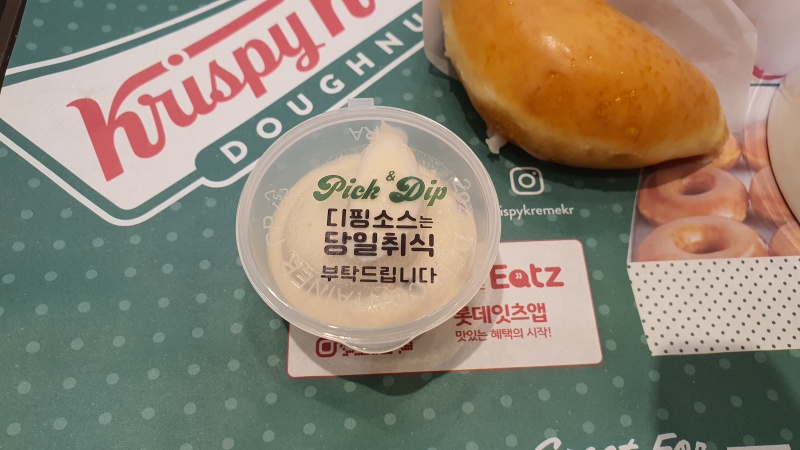 Krispy K
DOUGHNU
Pick & Dip
디핑소스는
당일취식
부탁드립니다
ispykremekr
Eatz
롯데잇츠앱
맛있는 혜택의 시작!